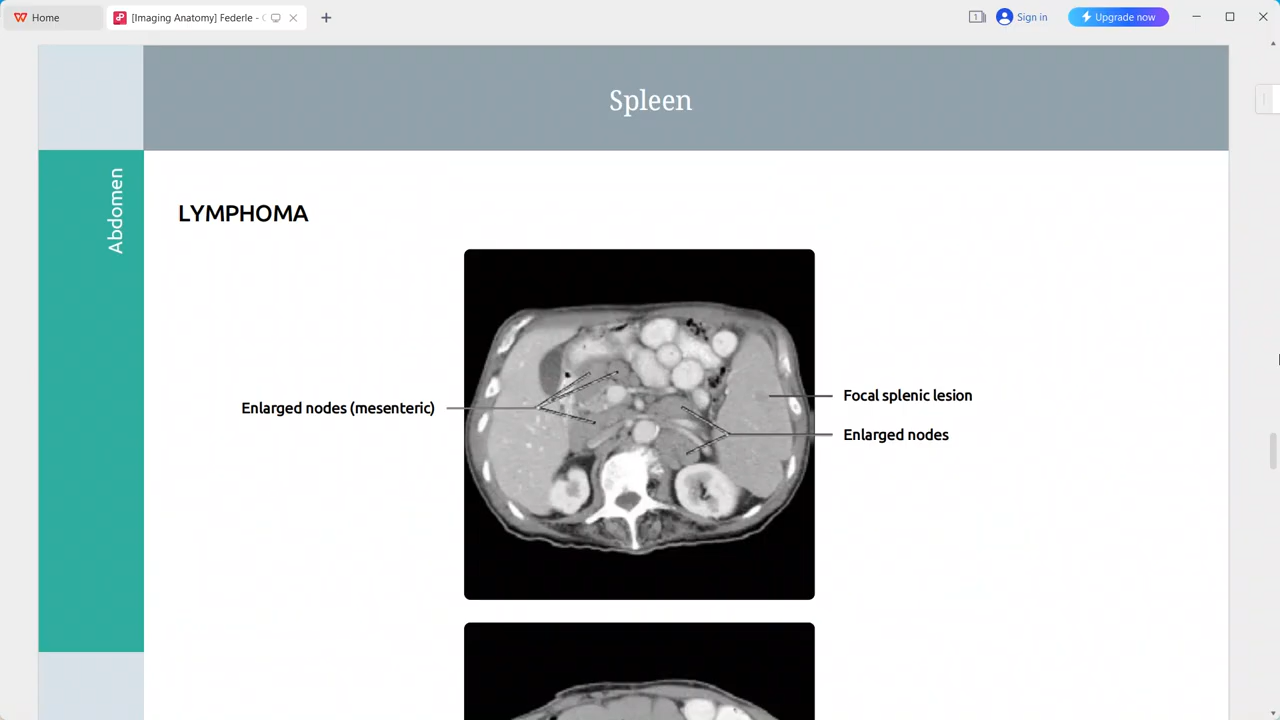 Home
[Imaging Anatomy] Federle -
1
Sign in
Upgrade now
Spleen
Abdomen
LYMPHOMA
Enlarged nodes (mesenteric)
Focal splenic lesion
Enlarged nodes